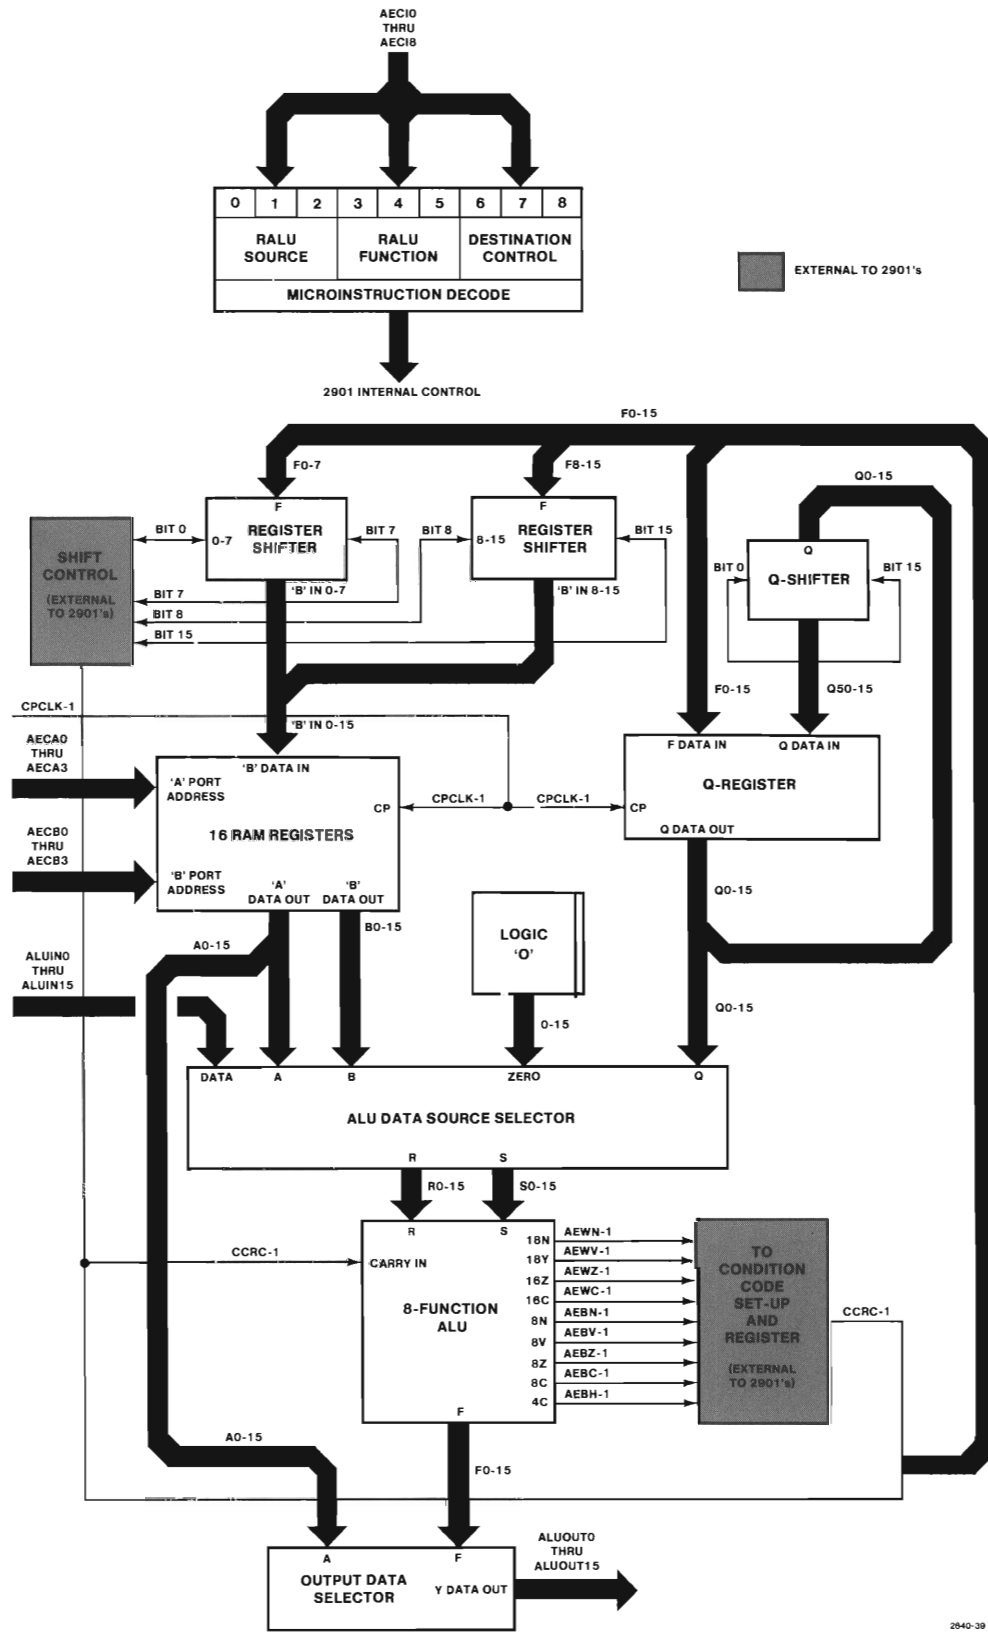 AECI0
THRU
AECI8
0 1 2 3 4 5 6 7 8
RALU
SOURCE
RALU
FUNCTION
DESTINATION
CONTROL
MICROINSTRUCTION DECODE
EXTERNAL TO 2901's
2901 INTERNAL CONTROL
F0-15
F0-7
F8-15
Q0-15
SHIFT
CONTROL
(EXTERNAL
TO 2901's)
BIT 0
F
0-7
REGISTER
SHIFTER
BIT 7
BIT 8
F
8-15
REGISTER
SHIFTER
BIT 15
BIT 0
Q
Q-SHIFTER
BIT 15
BIT 7
'B' IN 0-7
'B' IN 8-15
BIT 8
BIT 15
F0-15
Q50-15
CPCLK-1
'B' IN 0-15
AECA0
THRU
AECA3
'B' DATA IN
'A' PORT
ADDRESS
CP
CPCLK-1
CPCLK-1
16 RAM REGISTERS
F DATA IN
Q DATA IN
Q-REGISTER
CP
Q DATA OUT
AECB0
THRU
AECB3
'B' PORT
ADDRESS
'A'
DATA OUT
'B'
DATA OUT
Q0-15
A0-15
B0-15
LOGIC
'O'
ALUIN0
THRU
ALUIN15
0-15
Q0-15
DATA
A
B
ZERO
Q
ALU DATA SOURCE SELECTOR
R
S
R0-15
S0-15
R
S
CCRC-1
CARRY IN
8-FUNCTION
ALU
18N
18Y
16Z
16C
8N
8V
8Z
8C
4C
AEWN-1
AEWV-1
AEWZ-1
AEWC-1
AEBN-1
AEBV-1
AEBZ-1
AEBC-1
AEBH-1
TO
CONDITION
CODE
SET-UP
AND
REGISTER
(EXTERNAL
TO 2901's)
CCRC-1
F
A0-15
F0-15
A
F
OUTPUT DATA
SELECTOR
Y DATA OUT
ALUOUT0
THRU
ALUOUT15
2840-39